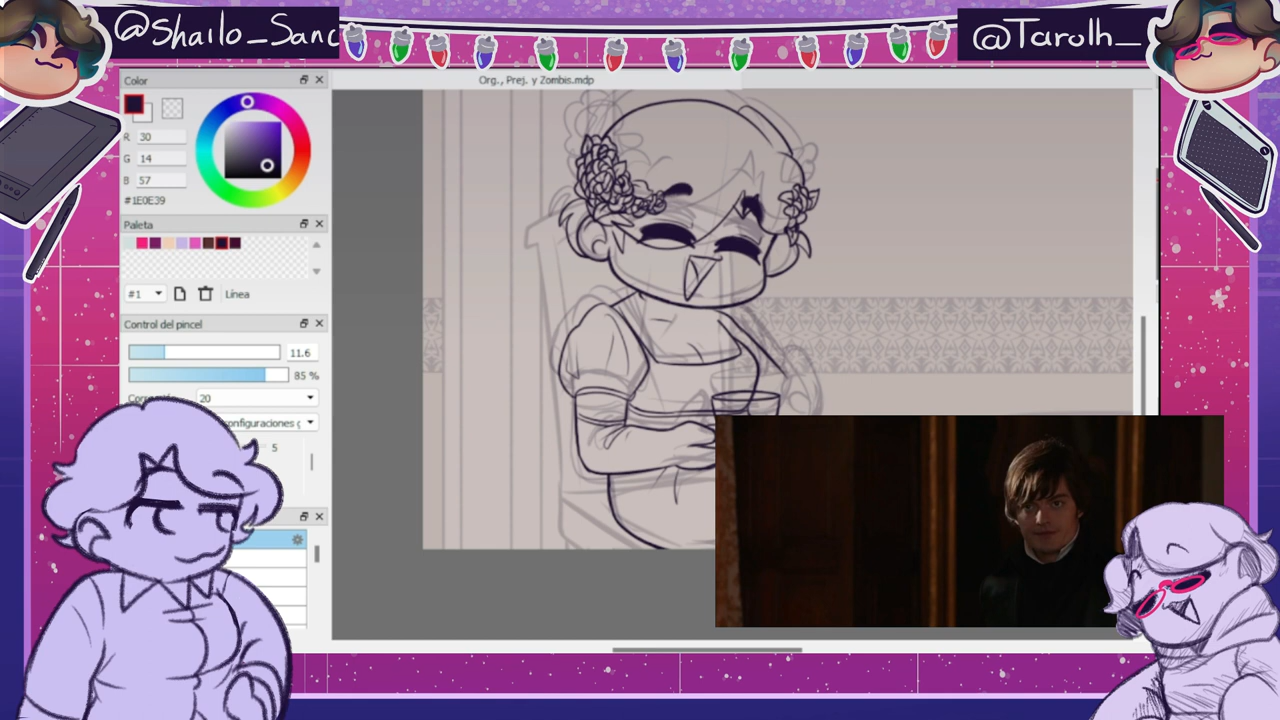 @Shailo_Sanc
@Tarolh_
Color
Org., Prej. y Zombis.mdp
R 30
G 14
B 57
#1E0E39
Paleta
#1
Línea
Control del pincel
11.6
85 %
20
configuraciones
5